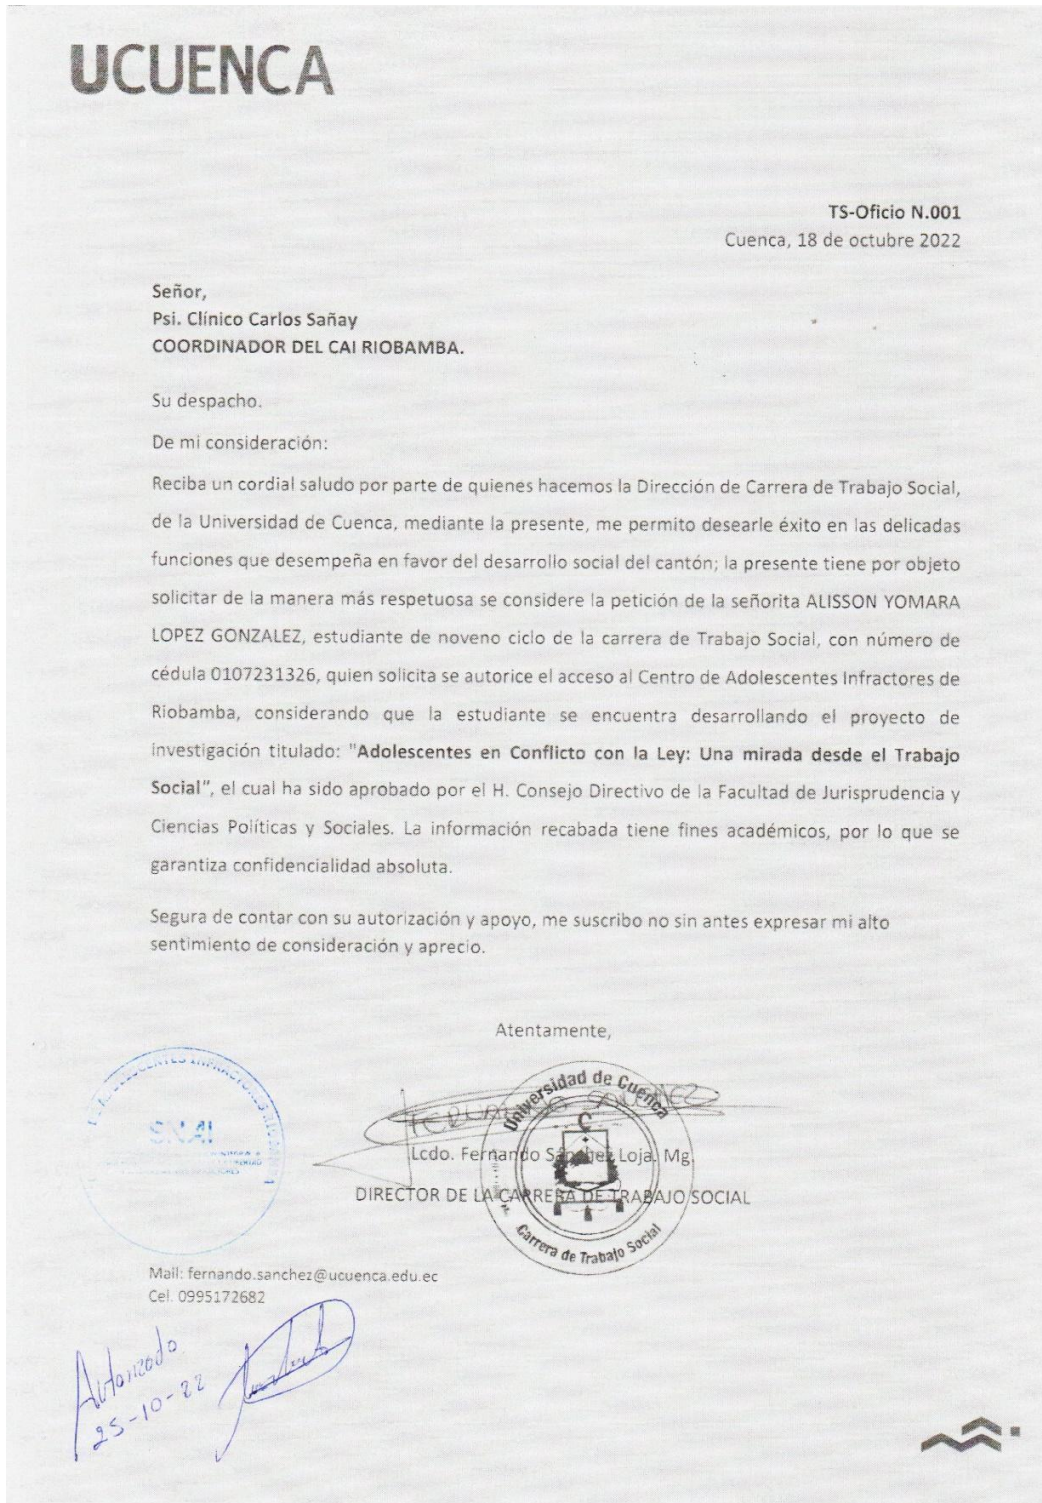 UCUENCA
TS-Oficio N.001
Cuenca, 18 de octubre 2022
Señor,
Psi. Clínico Carlos Sañay
COORDINADOR DEL CAI RIOBAMBA.
Su despacho.
De mi consideración:
Reciba un cordial saludo por parte de quienes hacemos la Dirección de Carrera de Trabajo Social,
de la Universidad de Cuenca, mediante la presente, me permito desearle éxito en las delicadas
funciones que desempeña en favor del desarrollo social del cantón; la presente tiene por objeto
solicitar de la manera más respetuosa se considere la petición de la señorita ALISSON YOMARA
LOPEZ GONZALEZ, estudiante de noveno ciclo de la carrera de Trabajo Social, con número de
cédula 0107231326, quien solicita se autorice el acceso al Centro de Adolescentes Infractores de
Riobamba, considerando que la estudiante se encuentra desarrollando el proyecto de
investigación titulado: "Adolescentes en Conflicto con la Ley: Una mirada desde el Trabajo
Social", el cual ha sido aprobado por el H. Consejo Directivo de la Facultad de Jurisprudencia y
Ciencias Políticas y Sociales. La información recabada tiene fines académicos, por lo que se
garantiza confidencialidad absoluta.
Segura de contar con su autorización y apoyo, me suscribo no sin antes expresar mi alto
sentimiento de consideración y aprecio.
Atentamente,
Universidad de Cuenca
INFRACTORES RIOBAMBA
SNAI
Lcdo. Fernando Sánchez Loja. Mg.
DIRECTOR DE LA CARRERA DE TRABAJO SOCIAL
Carrera de Trabajo Social
Mail: fernando.sanchez@ucuenca.edu.ec
Cel. 0995172682
Autorizado
25-10-22